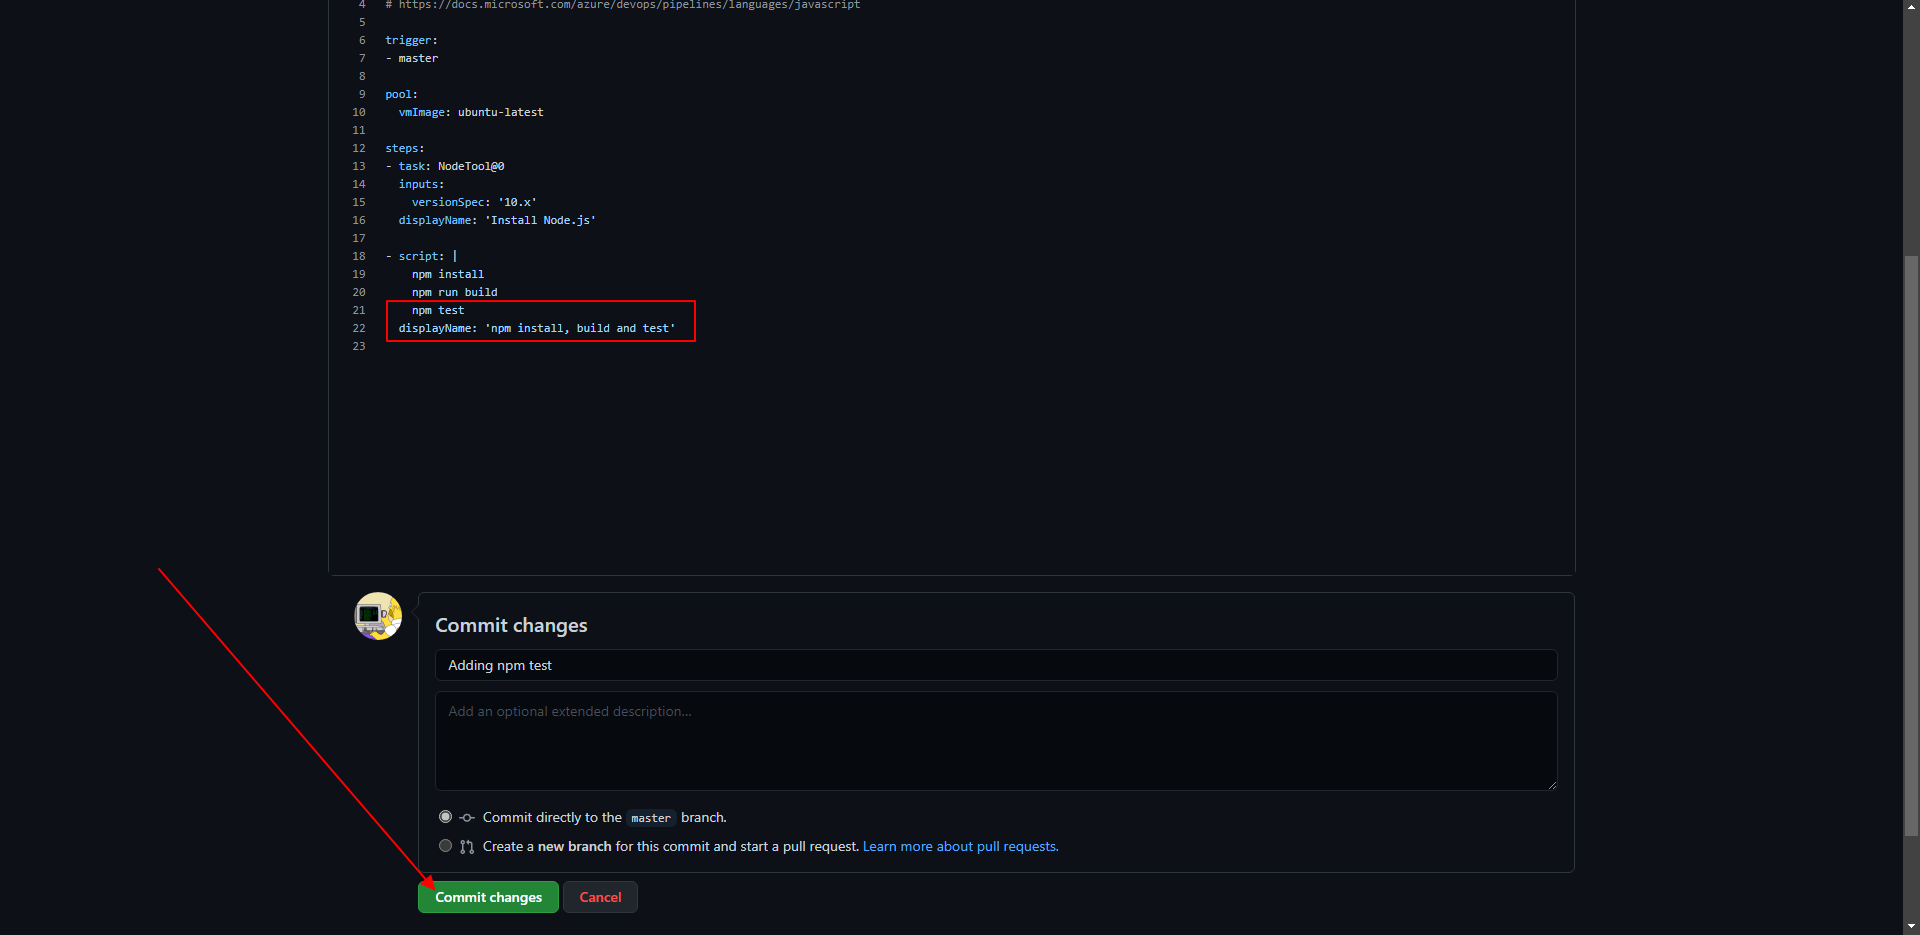 4 # https://docs.microsoft.com/azure/devops/pipelines/languages/javascript
5
6 trigger:
7 - master
8
9 pool:
10 vmImage: ubuntu-latest
11
12 steps:
13 - task: NodeTool@0
14 inputs:
15 versionSpec: '10.x'
16 displayName: 'Install Node.js'
17
18 - script: |
19 npm install
20 npm run build
21 npm test
22 displayName: 'npm install, build and test'
23
Commit changes
Adding npm test
Add an optional extended description...
Commit directly to the master branch.
Create a new branch for this commit and start a pull request. Learn more about pull requests.
Commit changes Cancel